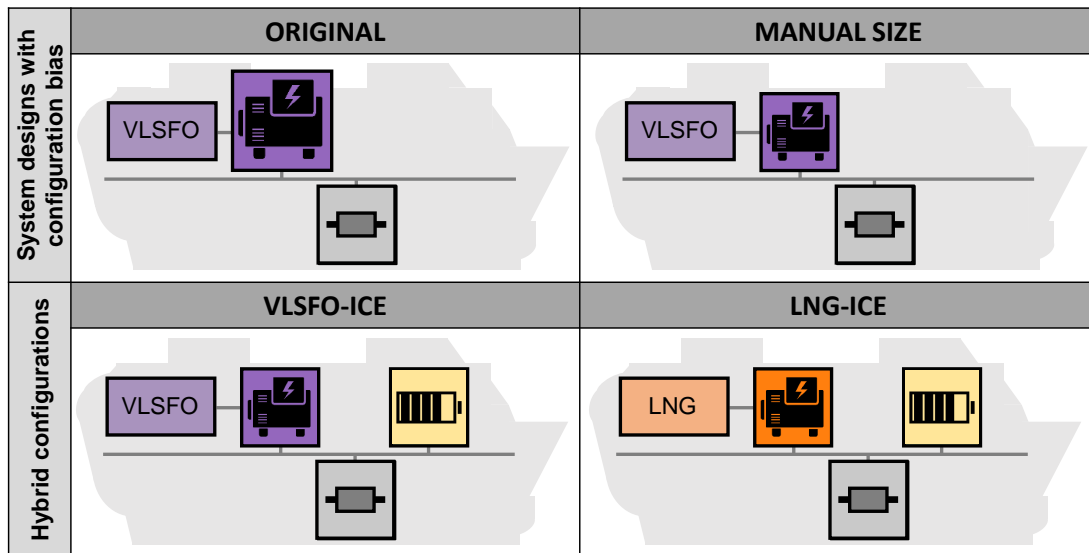 System designs with
configuration bias
ORIGINAL
MANUAL SIZE
VLSFO
VLSFO
Hybrid configurations
VLSFO-ICE
LNG-ICE
VLSFO
LNG